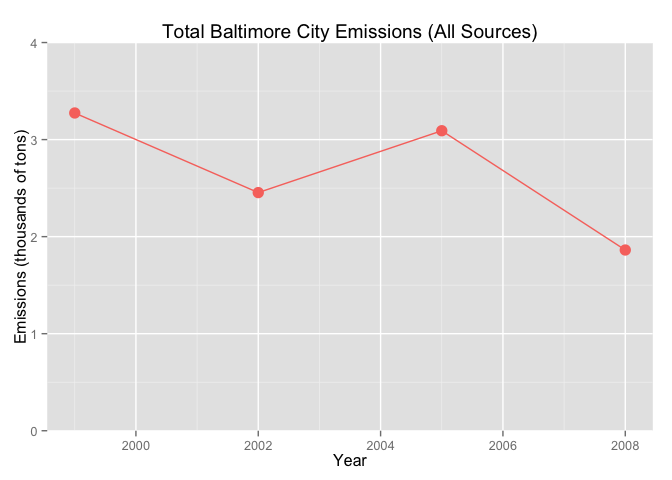 Total Baltimore City Emissions (All Sources)
Emissions (thousands of tons)
4
3
2
1
0
2000 2002 2004 2006 2008
Year